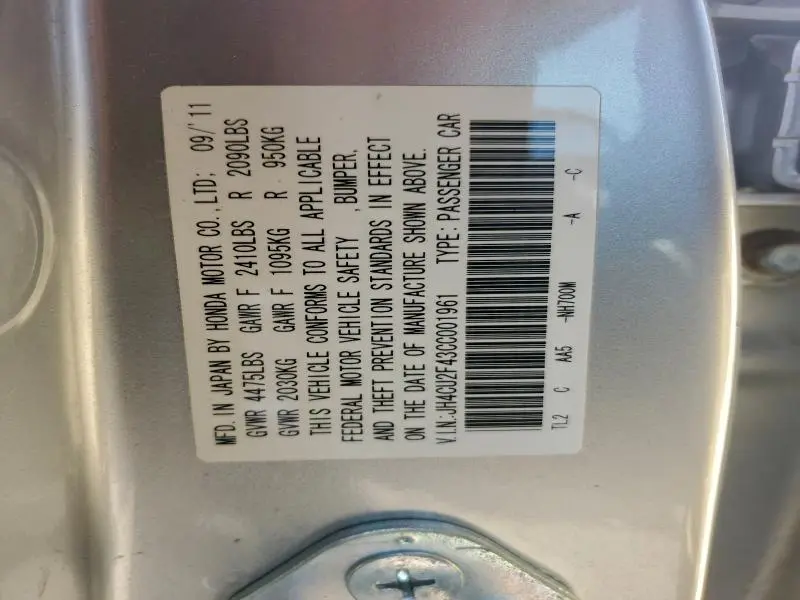 MFD. IN JAPAN BY HONDA MOTOR CO., LTD; 09/'11
GVWR 4475LBS GAWR F 2410LBS R 2090LBS
GVWR 2030KG GAWR F 1095KG R 950KG
THIS VEHICLE CONFORMS TO ALL APPLICABLE
FEDERAL MOTOR VEHICLE SAFETY , BUMPER,
AND THEFT PREVENTION STANDARDS IN EFFECT
ON THE DATE OF MANUFACTURE SHOWN ABOVE.
V.I.N.:JH4CU2F43CC001961 TYPE: PASSENGER CAR
TL2 C AA5 -NH700M -A -C